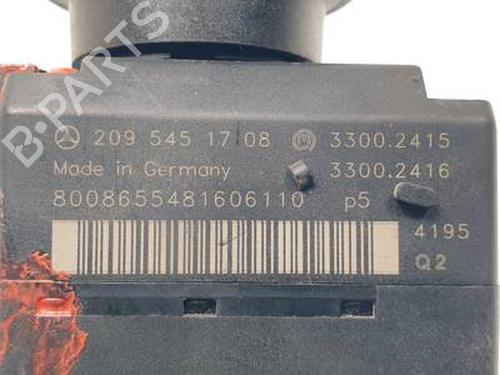 209 545 17 08 3300.2415
Made in Germany 3300.2416
8008655481606110 p5
4195
Q2
B-PARTS